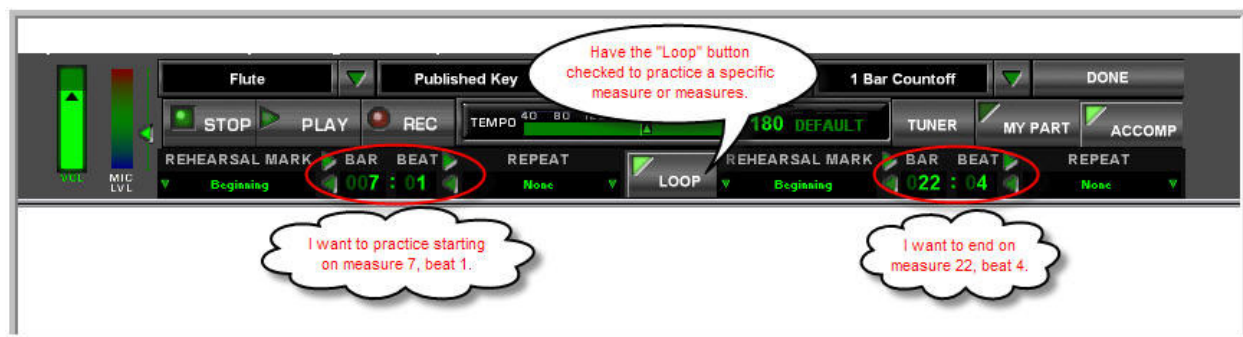 Have the "Loop" button
checked to practice a specific
measure or measures.
Flute
Published Key
1 Bar Countoff
DONE
STOP
PLAY
REC
TEMPO
40
80
180 DEFAULT
TUNER
MY PART
ACCOMP
VOL
MIC
LVL
REHEARSAL MARK
BAR
BEAT
REPEAT
LOOP
REHEARSAL MARK
BAR
BEAT
REPEAT
Beginning
007 : 01
None
Beginning
022 : 04
None
I want to practice starting
on measure 7, beat 1.
I want to end on
measure 22, beat 4.